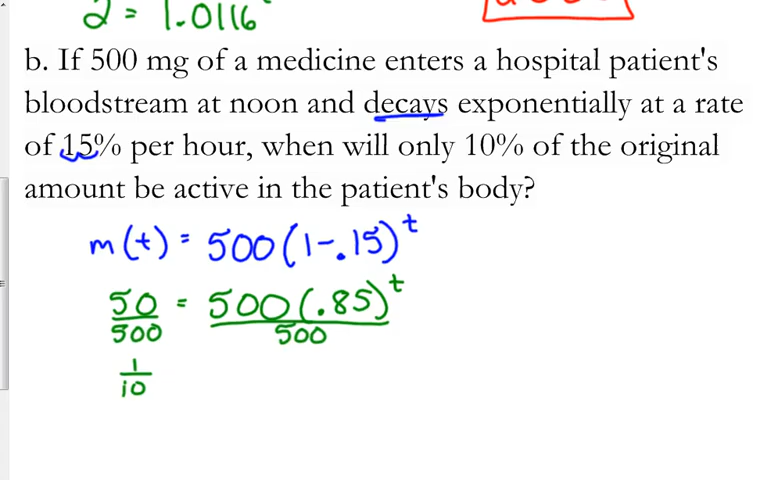 2 = 1.0116
b. If 500 mg of a medicine enters a hospital patient's
bloodstream at noon and decays exponentially at a rate
of 15% per hour, when will only 10% of the original
amount be active in the patient's body?
m(t) = 500(1-.15)^t
50/500 = 500(.85)^t/500
1/10